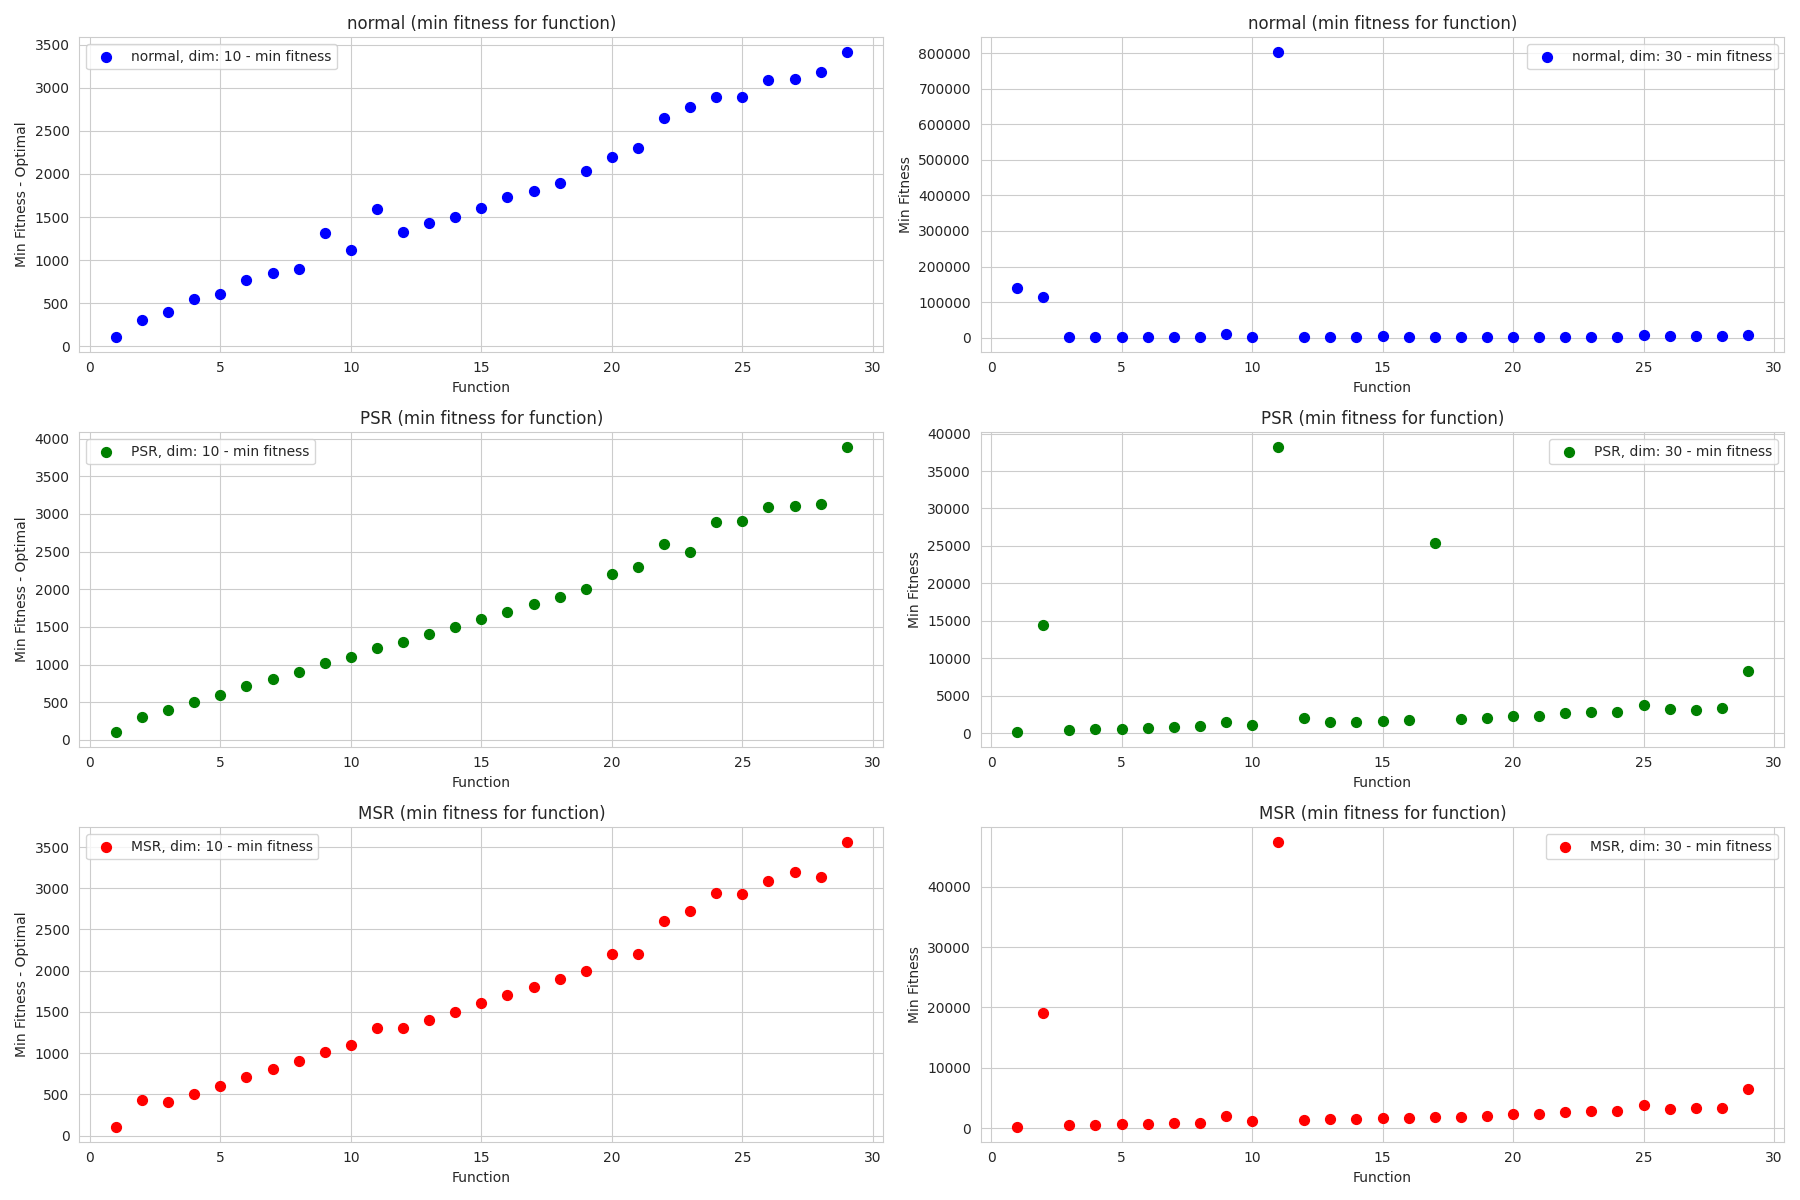 normal (min fitness for function)
normal, dim: 10 - min fitness
Min Fitness - Optimal
3500
3000
2500
2000
1500
1000
500
0
0 5 10 15 20 25 30
Function
normal (min fitness for function)
normal, dim: 30 - min fitness
Min Fitness
800000
700000
600000
500000
400000
300000
200000
100000
0
0 5 10 15 20 25 30
Function
PSR (min fitness for function)
PSR, dim: 10 - min fitness
Min Fitness - Optimal
4000
3500
3000
2500
2000
1500
1000
500
0
0 5 10 15 20 25 30
Function
PSR (min fitness for function)
PSR, dim: 30 - min fitness
Min Fitness
40000
35000
30000
25000
20000
15000
10000
5000
0
0 5 10 15 20 25 30
Function
MSR (min fitness for function)
MSR, dim: 10 - min fitness
Min Fitness - Optimal
3500
3000
2500
2000
1500
1000
500
0
0 5 10 15 20 25 30
Function
MSR (min fitness for function)
MSR, dim: 30 - min fitness
Min Fitness
40000
30000
20000
10000
0
0 5 10 15 20 25 30
Function